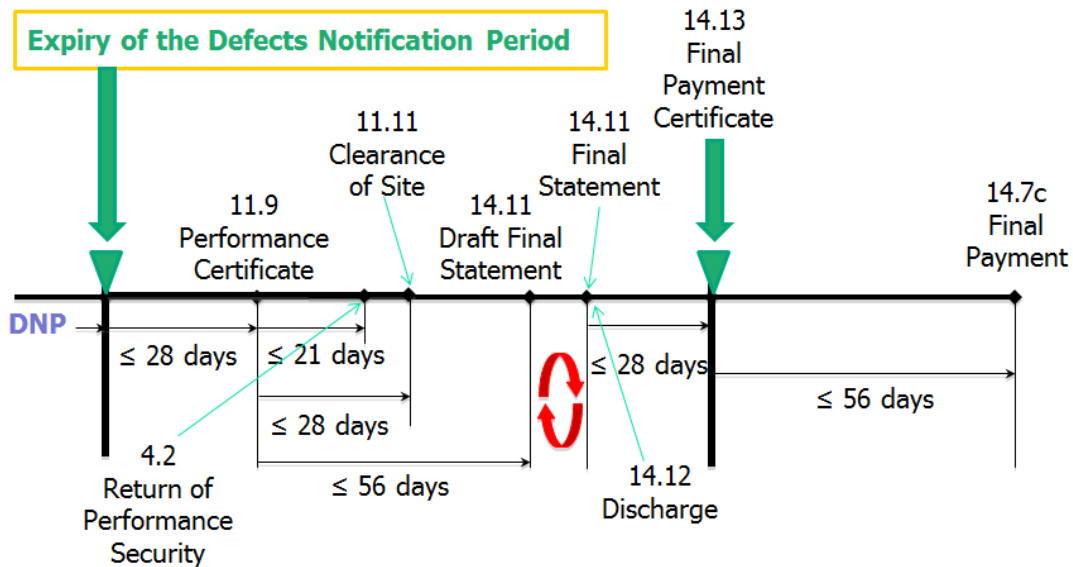 Expiry of the Defects Notification Period
14.13
Final
Payment
Certificate
11.11
Clearance
of Site
14.11
Final
Statement
11.9
Performance
Certificate
14.11
Draft Final
Statement
14.7c
Final
Payment
DNP
≤ 28 days
≤ 21 days
≤ 28 days
≤ 28 days
≤ 56 days
≤ 56 days
4.2
Return of
Performance
Security
14.12
Discharge